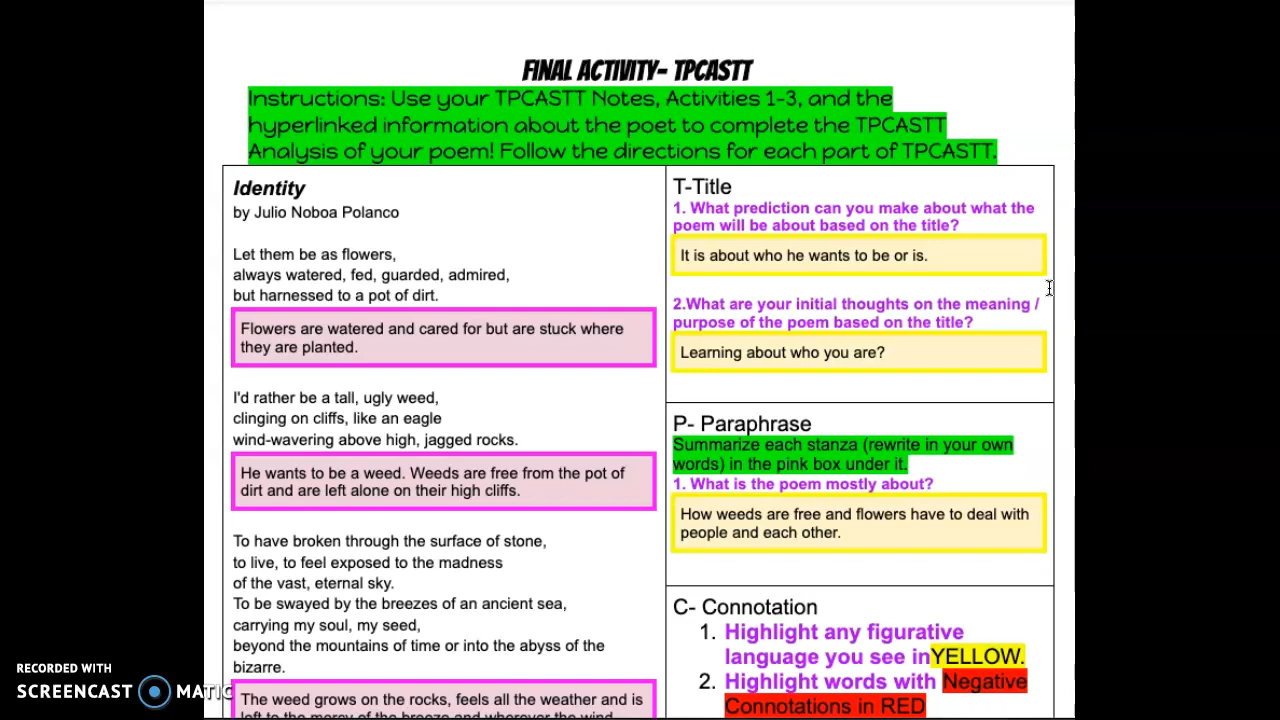 FINAL ACTIVITY- TPCASTT
Instructions: Use your TPCASTT Notes, Activities 1-3, and the
hyperlinked information about the poet to complete the TPCASTT
Analysis of your poem! Follow the directions for each part of TPCASTT.
Identity
by Julio Noboa Polanco
Let them be as flowers,
always watered, fed, guarded, admired,
but harnessed to a pot of dirt.
Flowers are watered and cared for but are stuck where
they are planted.
I'd rather be a tall, ugly weed,
clinging on cliffs, like an eagle
wind-wavering above high, jagged rocks.
He wants to be a weed. Weeds are free from the pot of
dirt and are left alone on their high cliffs.
To have broken through the surface of stone,
to live, to feel exposed to the madness
of the vast, eternal sky.
To be swayed by the breezes of an ancient sea,
carrying my soul, my seed,
beyond the mountains of time or into the abyss of the
bizarre.
The weed grows on the rocks, feels all the weather and is
left to the mercy of the breeze and wherever the wind
T-Title
1. What prediction can you make about what the
poem will be about based on the title?
It is about who he wants to be or is.
2.What are your initial thoughts on the meaning /
purpose of the poem based on the title?
Learning about who you are?
P- Paraphrase
Summarize each stanza (rewrite in your own
words) in the pink box under it.
1. What is the poem mostly about?
How weeds are free and flowers have to deal with
people and each other.
C- Connotation
1. Highlight any figurative
language you see inYELLOW.
2. Highlight words with Negative
Connotations in RED
RECORDED WITH
SCREENCAST MATIC